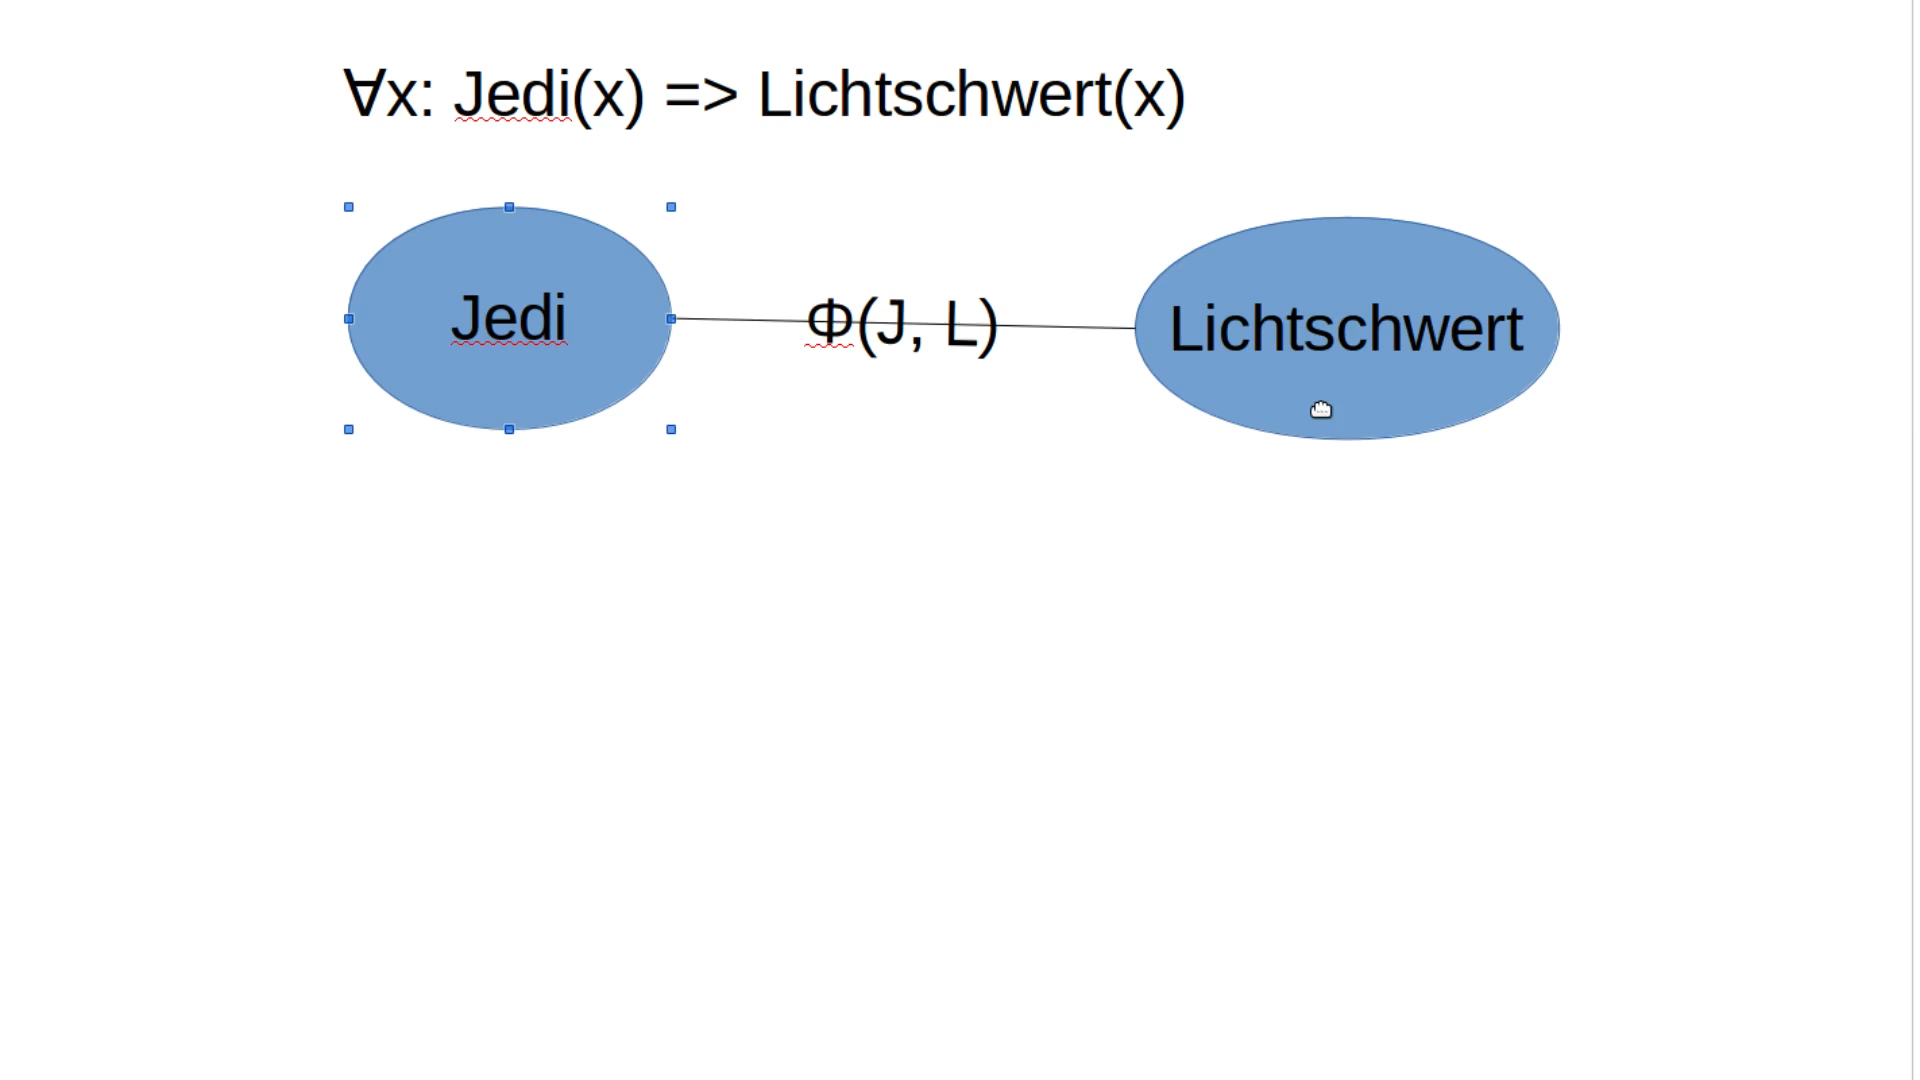 ∀x: Jedi(x) => Lichtschwert(x)
Jedi
Φ(J, L)
Lichtschwert